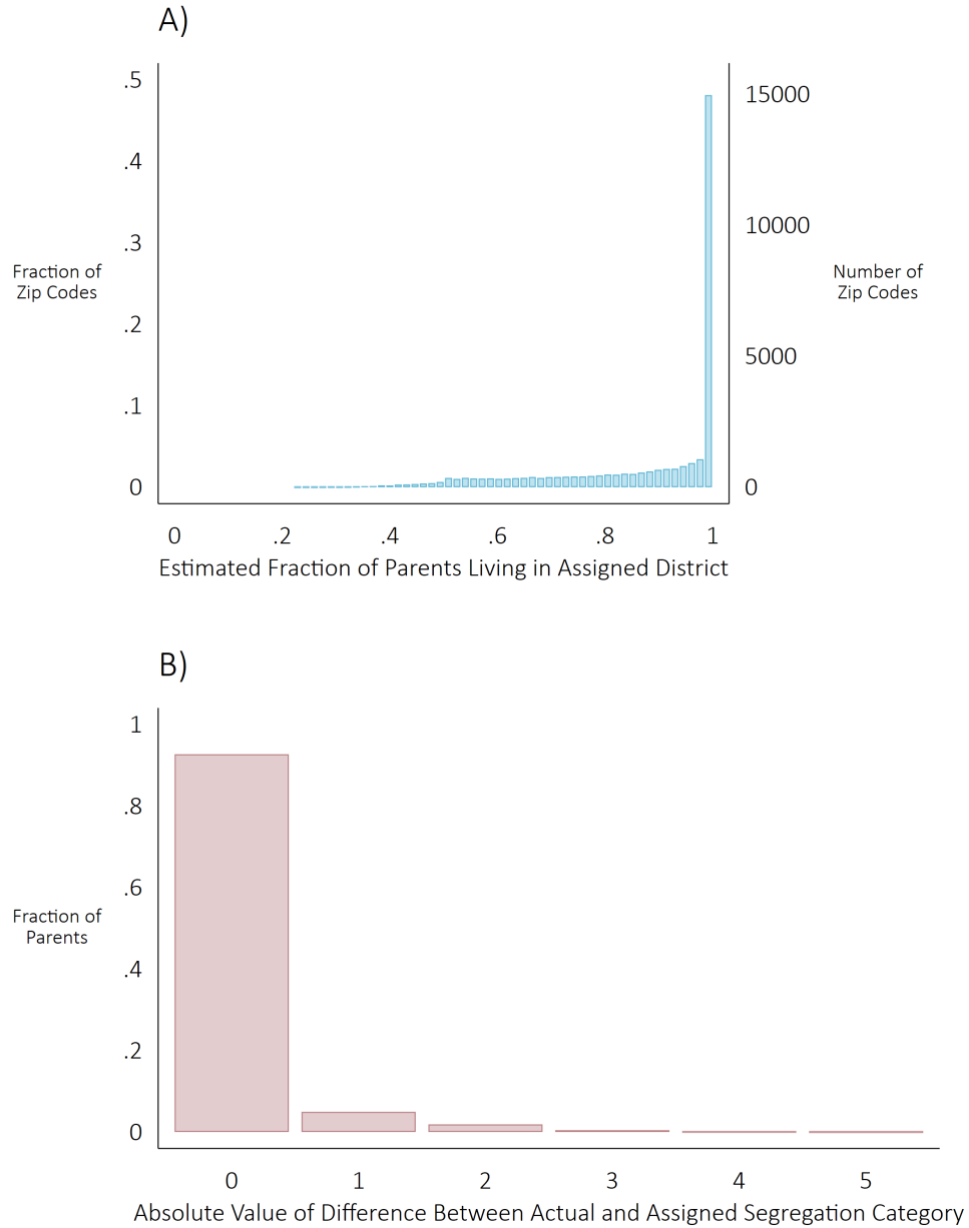 A)
.5
.4
.3
.2
.1
0
Fraction of
Zip Codes
15000
10000
5000
0
Number of
Zip Codes
0 .2 .4 .6 .8 1
Estimated Fraction of Parents Living in Assigned District
B)
1
.8
.6
.4
.2
0
Fraction of
Parents
0 1 2 3 4 5
Absolute Value of Difference Between Actual and Assigned Segregation Category